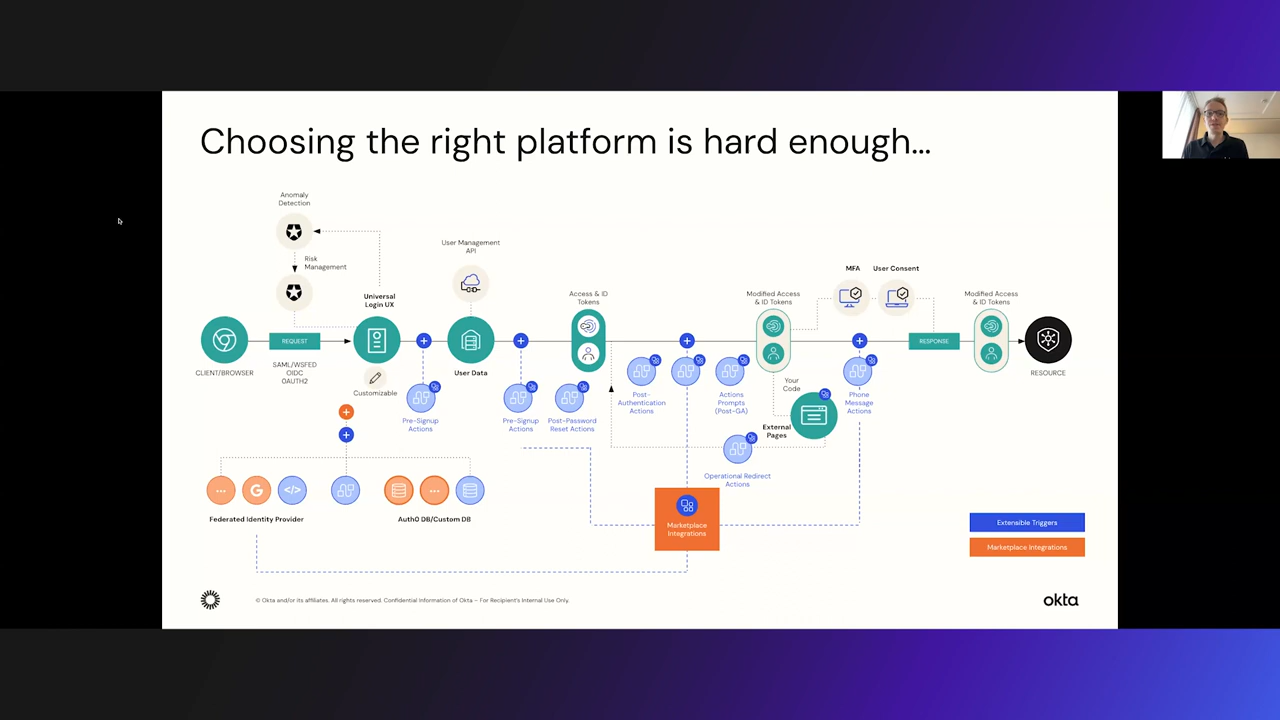 Choosing the right platform is hard enough...
Anomaly
Detection
Risk
Management
User Management
API
Universal
Login UX
Access & ID
Tokens
Modified Access
& ID Tokens
MFA
User Consent
Modified Access
& ID Tokens
REQUEST
RESPONSE
CLIENT/BROWSER
SAML/WSFED
OIDC
OAUTH2
Customizable
User Data
RESOURCE
Pre-Signup
Actions
Pre-Signup
Actions
Post-Password
Reset Actions
Post-
Authentication
Actions
Actions
Prompts
(Post-GA)
Your
Code
External
Pages
Phone
Message
Actions
Operational Redirect
Actions
G
</>
Federated Identity Provider
Auth0 DB/Custom DB
Marketplace
Integrations
Extensible Triggers
Marketplace Integrations
© Okta and/or its affiliates. All rights reserved. Confidential Information of Okta – For Recipient's Internal Use Only.
okta